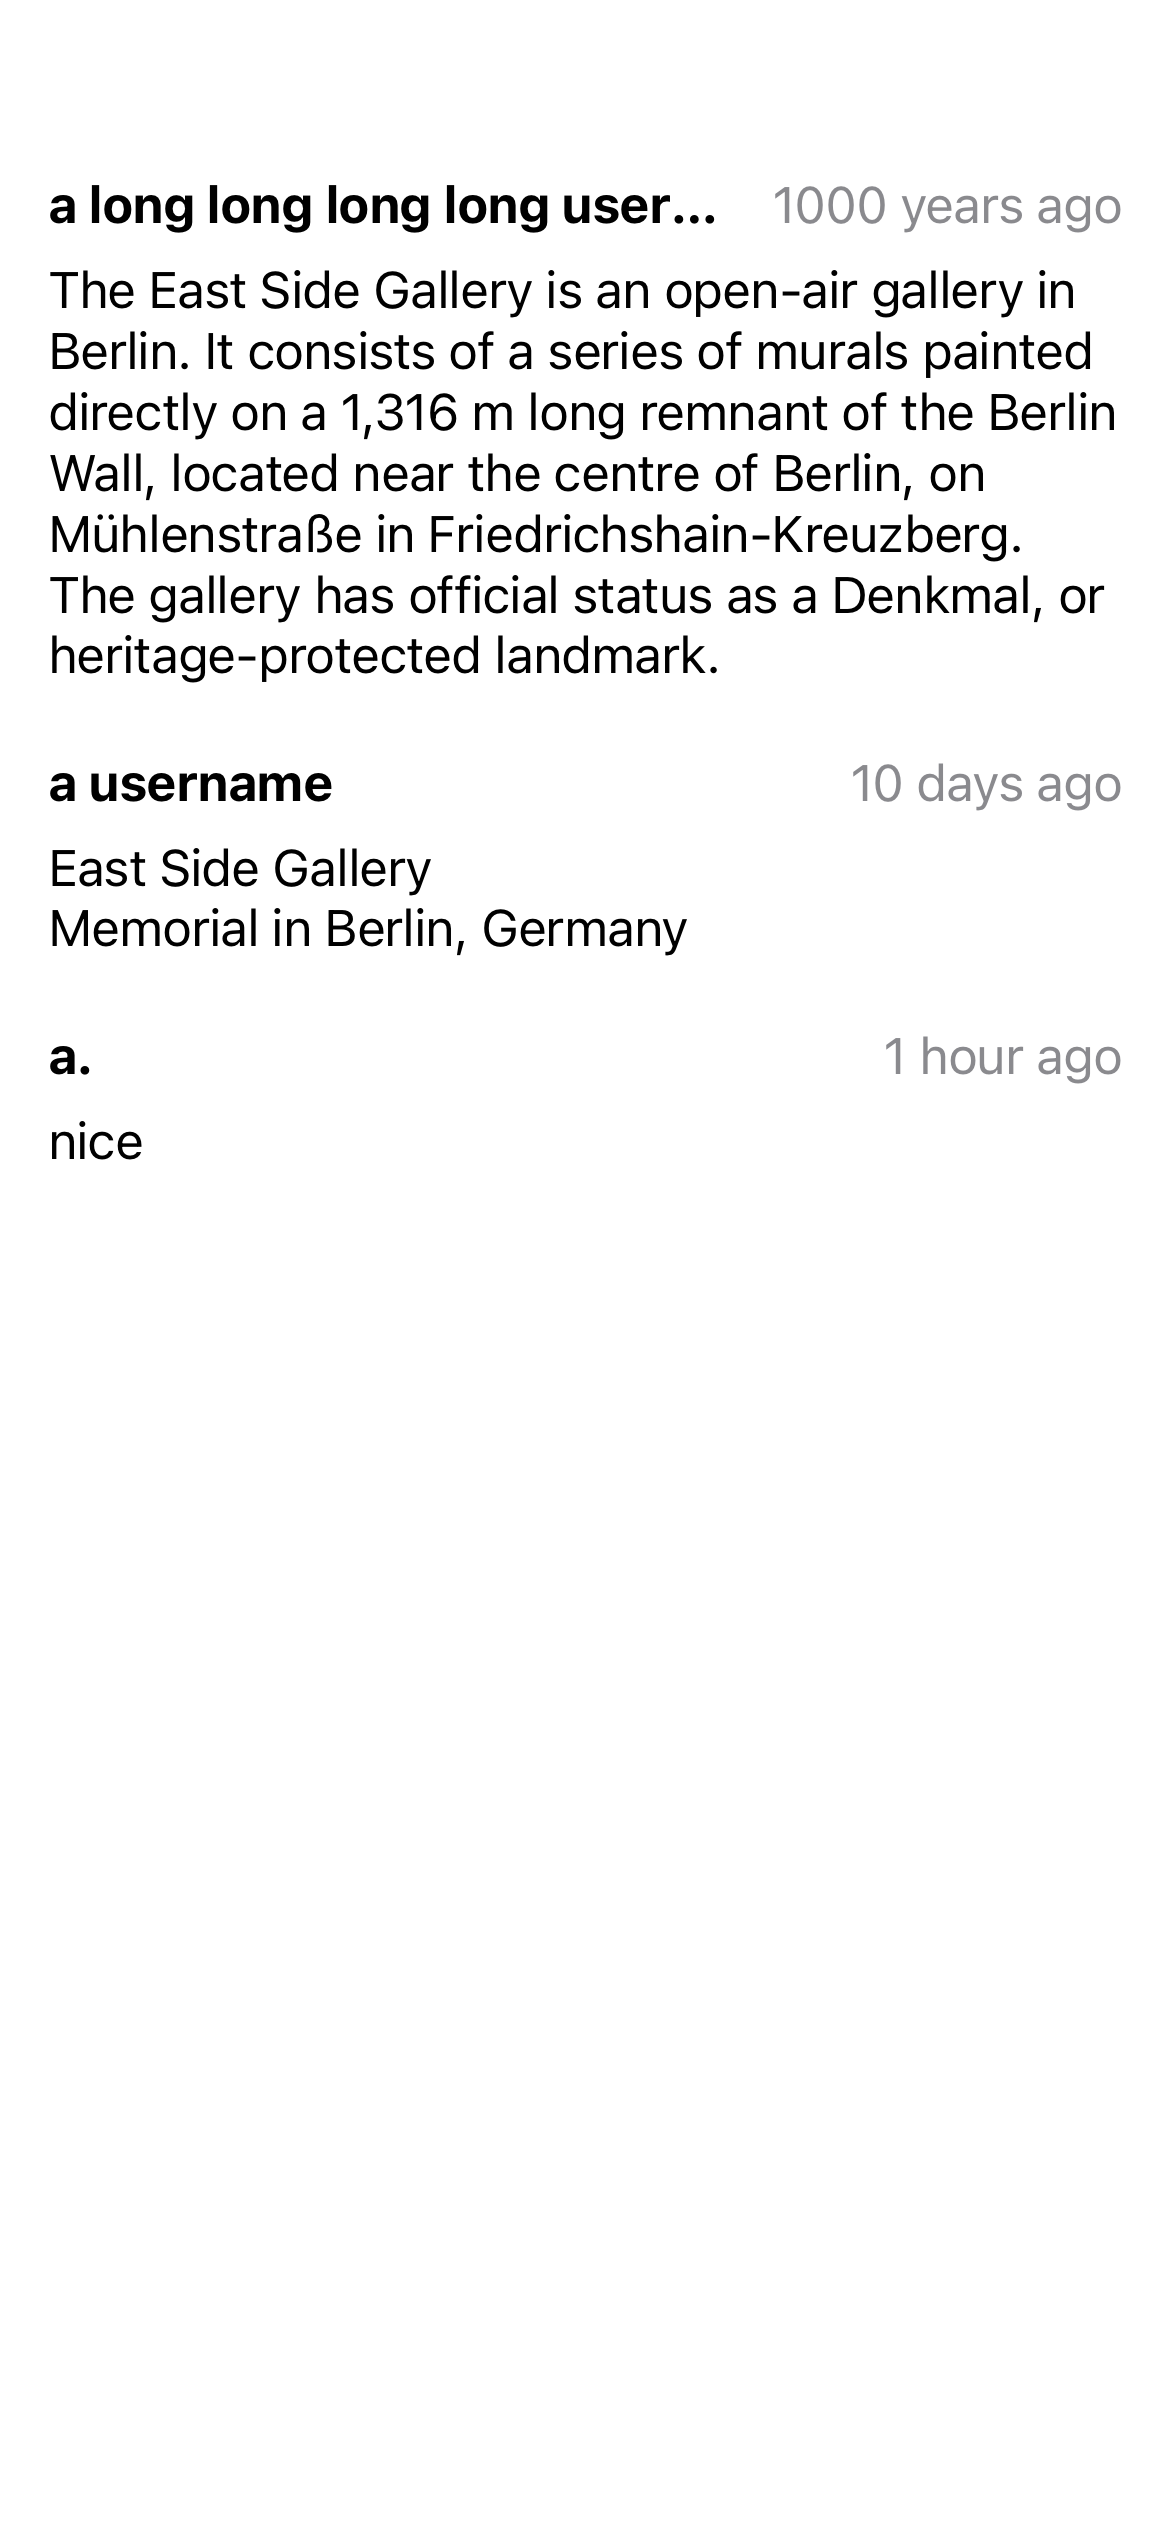 a long long long long user... 1000 years ago
The East Side Gallery is an open-air gallery in
Berlin. It consists of a series of murals painted
directly on a 1,316 m long remnant of the Berlin
Wall, located near the centre of Berlin, on
Mühlenstraße in Friedrichshain-Kreuzberg.
The gallery has official status as a Denkmal, or
heritage-protected landmark.
a username 10 days ago
East Side Gallery
Memorial in Berlin, Germany
a. 1 hour ago
nice